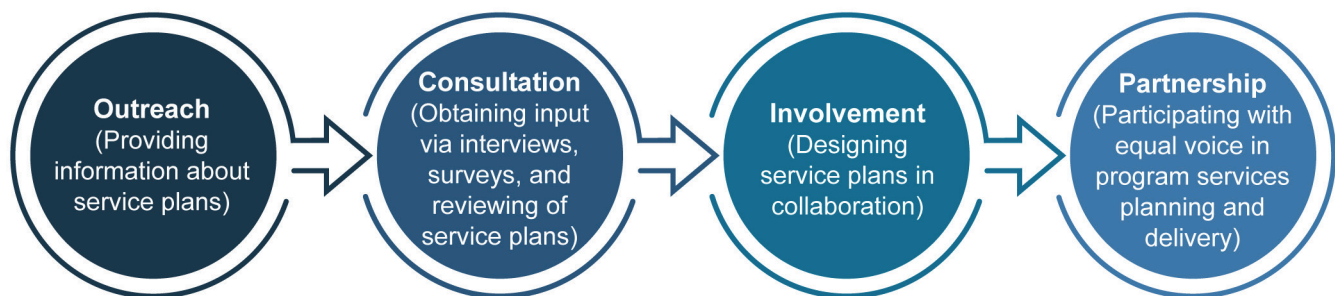 Outreach
(Providing
information about
service plans)
Consultation
(Obtaining input
via interviews,
surveys, and
reviewing of
service plans)
Involvement
(Designing
service plans in
collaboration)
Partnership
(Participating with
equal voice in
program services
planning and
delivery)